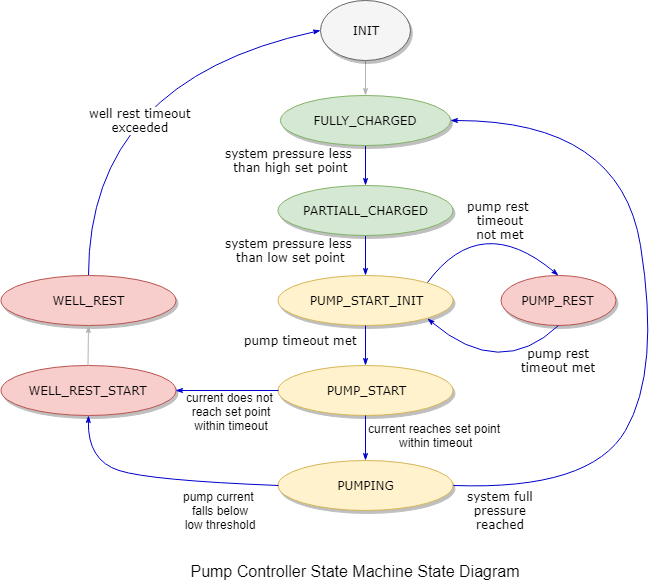 INIT
well rest timeout
exceeded
FULLY_CHARGED
system pressure less
than high set point
PARTIALL_CHARGED
pump rest
timeout
not met
system pressure less
than low set point
WELL_REST
PUMP_START_INIT
PUMP_REST
pump timeout met
pump rest
timeout met
WELL_REST_START
PUMP_START
current does not
reach set point
within timeout
current reaches set point
within timeout
PUMPING
pump current
falls below
low threshold
system full
pressure
reached
Pump Controller State Machine State Diagram